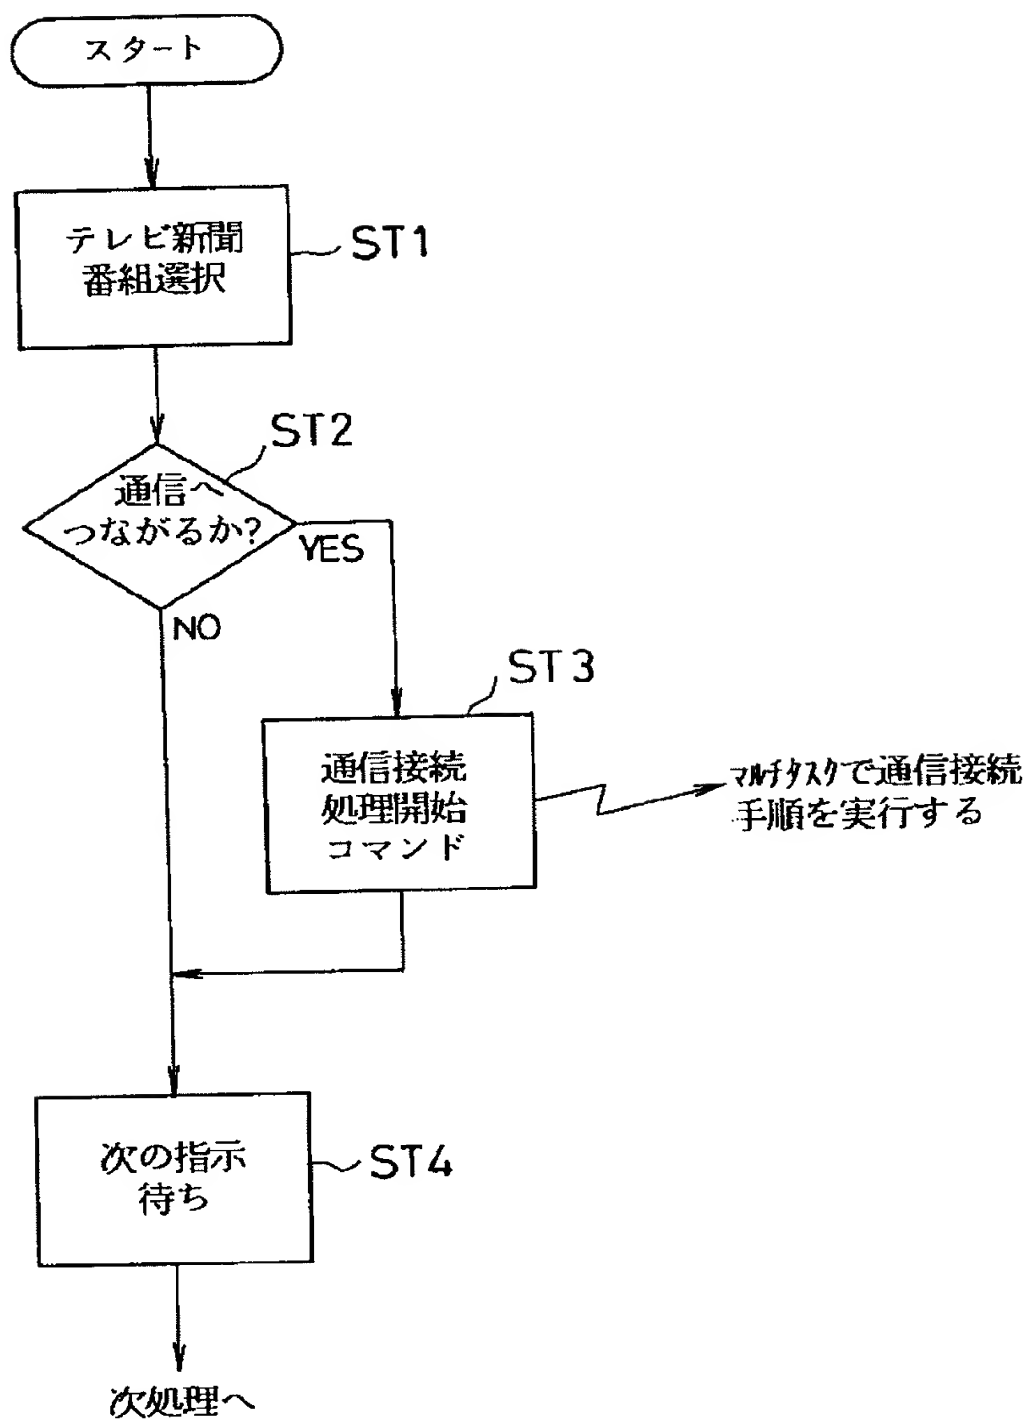 スタート
テレビ新聞
番組選択
ST1
ST2
通信へ
つながるか?
YES
NO
ST3
通信接続
処理開始
コマンド
マルチタスクで通信接続
手順を実行する
次の指示
待ち
ST4
次処理へ